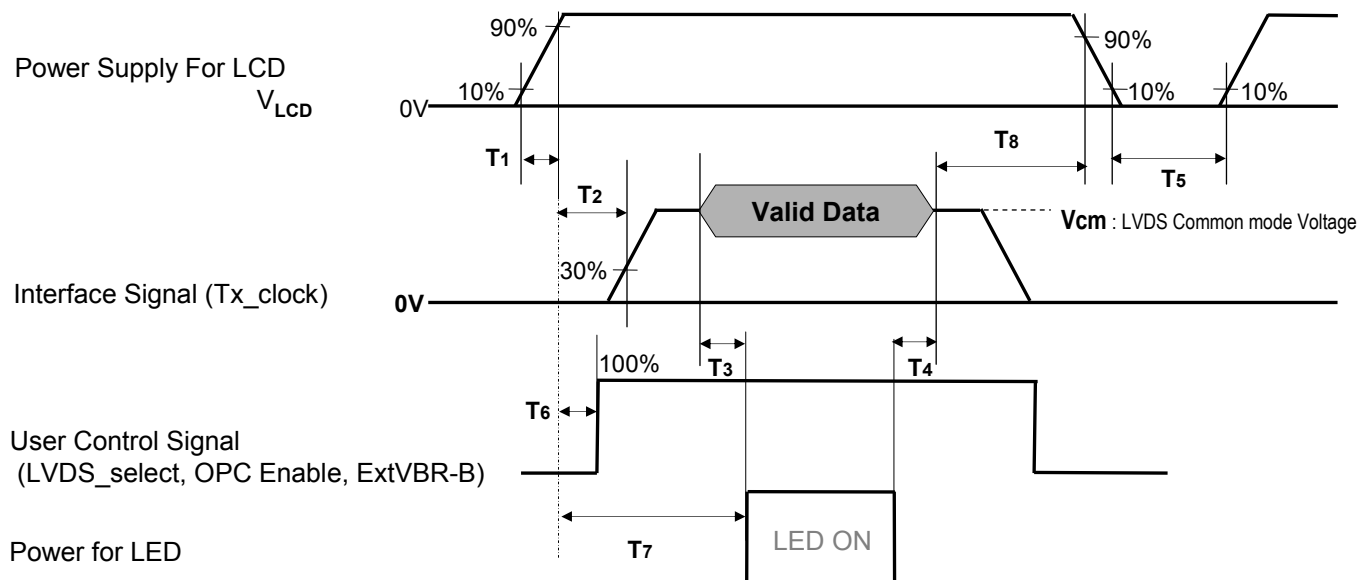 90%
90%
Power Supply For LCD
VLCD
10%
10%
10%
0V
T1
T8
T5
T2
Valid Data
Vcm : LVDS Common mode Voltage
30%
Interface Signal (Tx_clock)
0V
T3
T4
100%
T6
User Control Signal
(LVDS_select, OPC Enable, ExtVBR-B)
T7
LED ON
Power for LED